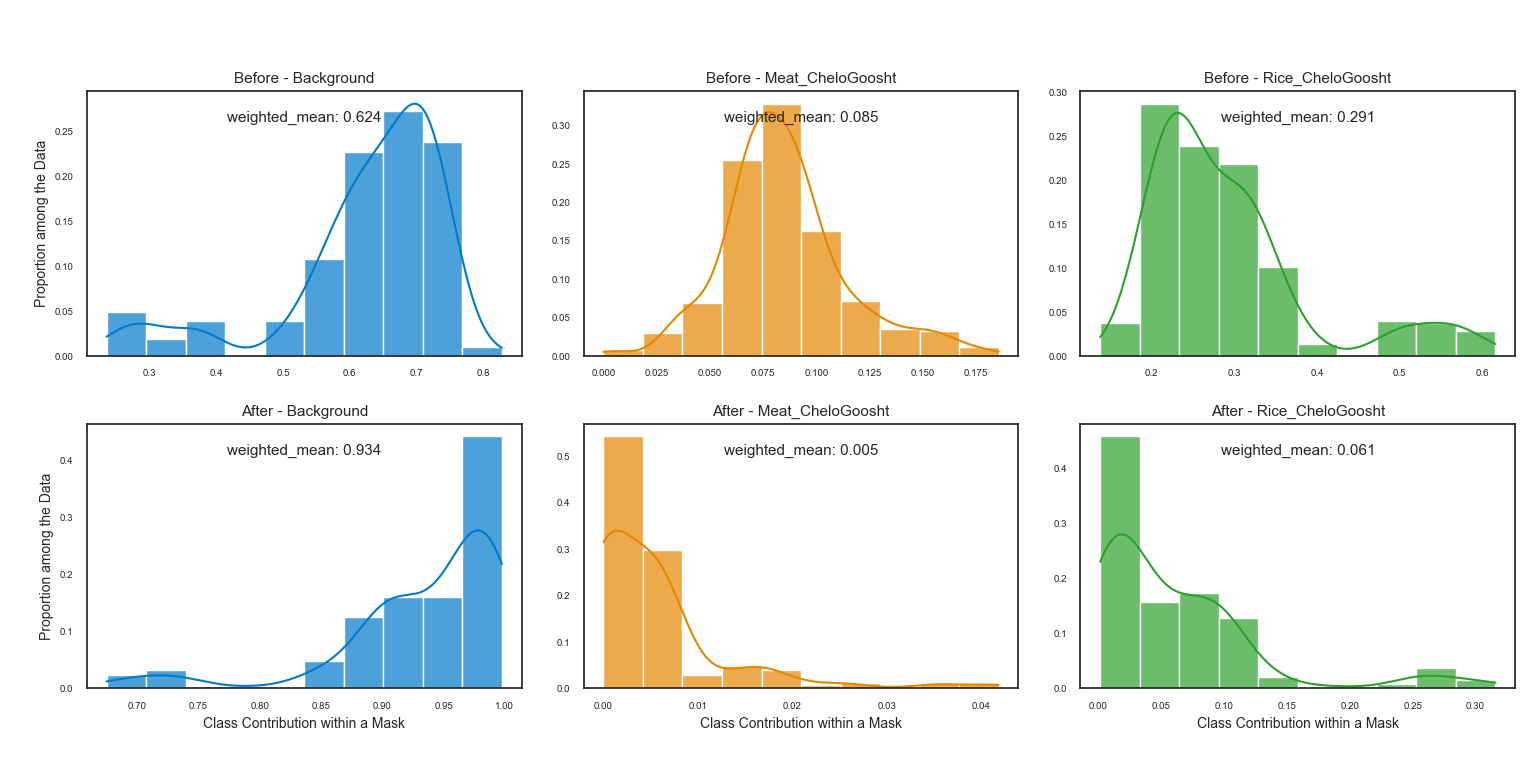 Before - Background
Before - Meat_CheloGoosht
Before - Rice_CheloGoosht
weighted_mean: 0.624
weighted_mean: 0.085
weighted_mean: 0.291
Proportion among the Data
0.25
0.20
0.15
0.10
0.05
0.00
0.3 0.4 0.5 0.6 0.7 0.8
0.30
0.25
0.20
0.15
0.10
0.05
0.00
0.000 0.025 0.050 0.075 0.100 0.125 0.150 0.175
0.30
0.25
0.20
0.15
0.10
0.05
0.00
0.2 0.3 0.4 0.5 0.6
After - Background
After - Meat_CheloGoosht
After - Rice_CheloGoosht
weighted_mean: 0.934
weighted_mean: 0.005
weighted_mean: 0.061
Proportion among the Data
0.4
0.3
0.2
0.1
0.0
0.70 0.75 0.80 0.85 0.90 0.95 1.00
Class Contribution within a Mask
0.5
0.4
0.3
0.2
0.1
0.0
0.00 0.01 0.02 0.03 0.04
Class Contribution within a Mask
0.4
0.3
0.2
0.1
0.0
0.00 0.05 0.10 0.15 0.20 0.25 0.30
Class Contribution within a Mask